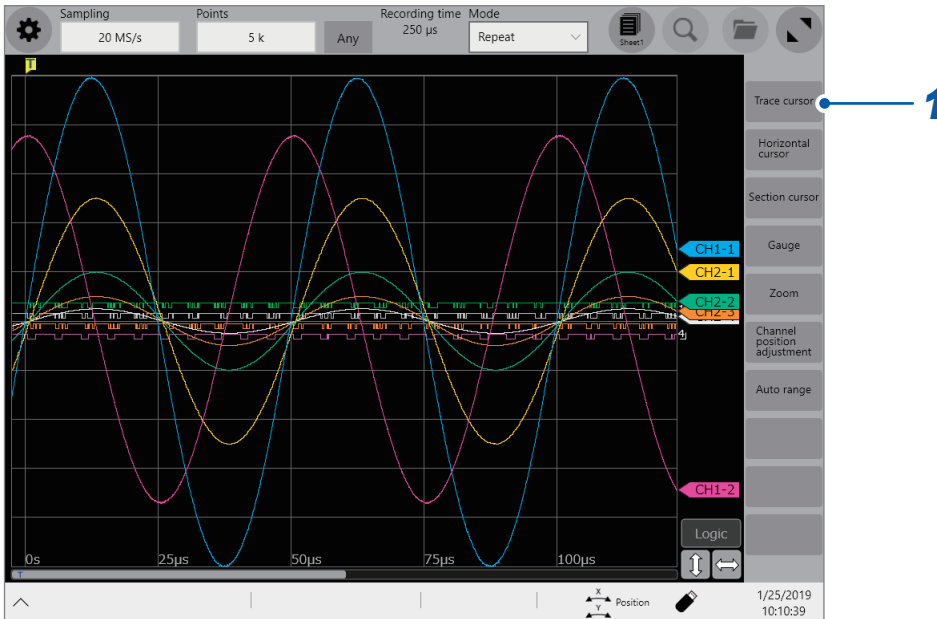 Sampling
Points
Recording time
Mode
20 MS/s
5 k
Any
250 µs
Repeat
Sheet1
T
Trace cursor
1
Horizontal
cursor
Section cursor
Gauge
Zoom
Channel
position
adjustment
Auto range
CH1-1
CH2-1
CH2-2
CH2-3
4
CH1-2
Logic
0s
25µs
50µs
75µs
100µs
T
X
Y
Position
1/25/2019
10:10:39